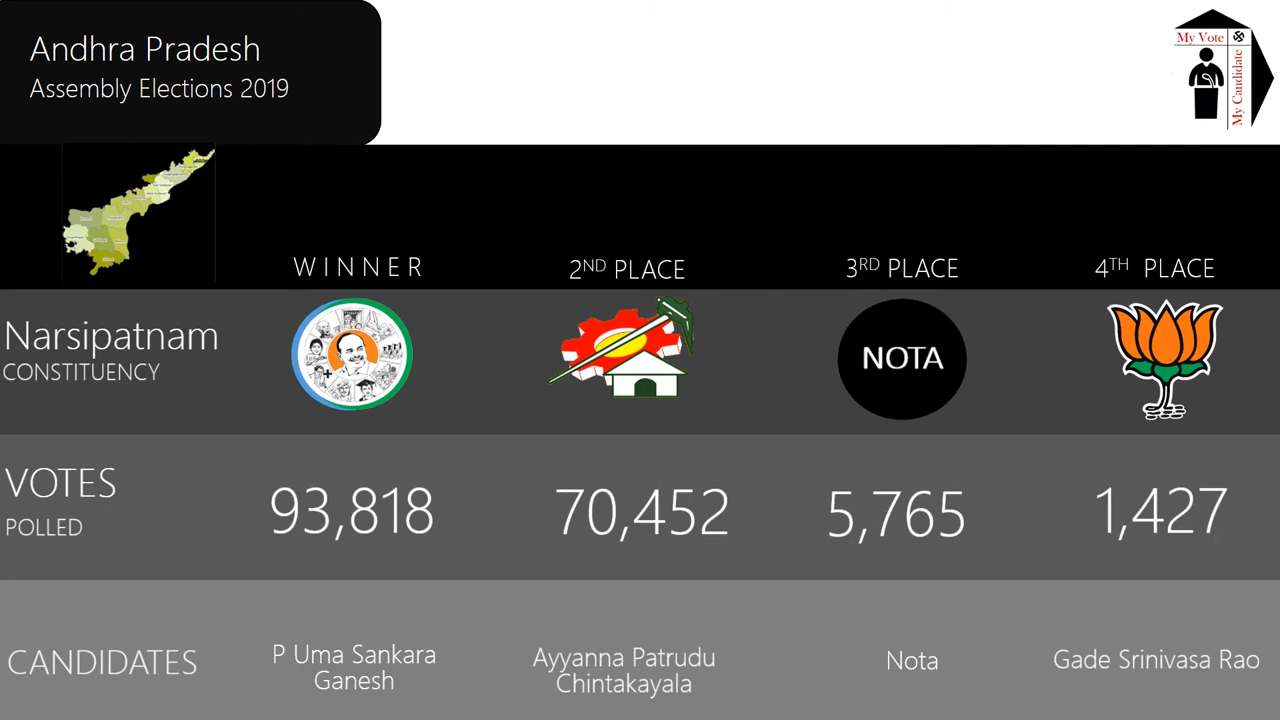 Andhra Pradesh
Assembly Elections 2019
My Vote
My Candidate
WINNER
2ND PLACE
3RD PLACE
4TH PLACE
Narsipatnam
CONSTITUENCY
NOTA
VOTES
POLLED
93,818
70,452
5,765
1,427
CANDIDATES
P Uma Sankara
Ganesh
Ayyanna Patrudu
Chintakayala
Nota
Gade Srinivasa Rao